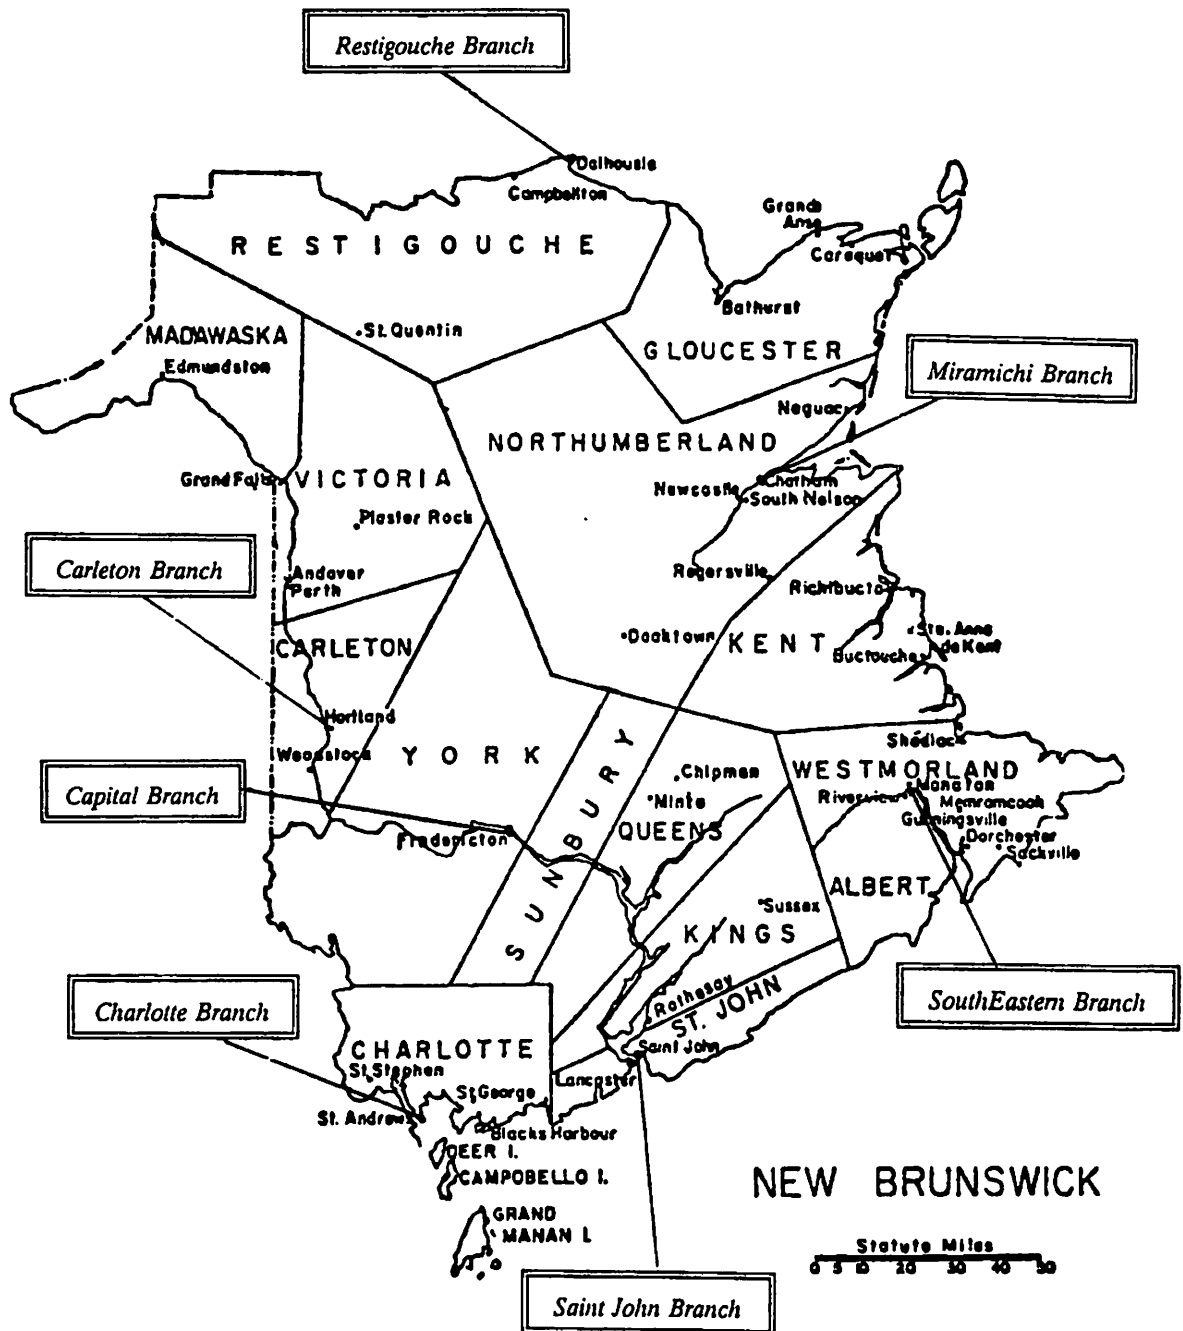 Restigouche Branch
Dalhousie
Campbellton
RESTIGOUCHE
Grande
Anse
Caraquet
Bathurst
MADAWASKA
St. Quentin
Edmundston
GLOUCESTER
Miramichi Branch
Neguac
NORTHUMBERLAND
Grand Falls
VICTORIA
Newcastle
Chatham
South Nelson
Plaster Rock
Carleton Branch
Andover
Perth
Rogersville
Richibucto
CARLETON
Doaktown
KENT
Ste. Anne
de Kent
Buctouche
Hartland
Woodstock
YORK
Shediac
Chipman
WESTMORLAND
Capital Branch
Minto
Riverview
Moncton
Memramcook
Gunningsville
Fredericton
QUEENS
Dorchester
Sackville
SUNBURY
ALBERT
Sussex
KINGS
Charlotte Branch
Rothesay
ST. JOHN
SouthEastern Branch
CHARLOTTE
Saint John
St. Stephen
Lancaster
St. George
St. Andrews
Blacks Harbour
DEER I.
CAMPOBELLO I.
NEW BRUNSWICK
GRAND
MANAN I.
Statute Miles
0 5 10 20 30 40 50
Saint John Branch